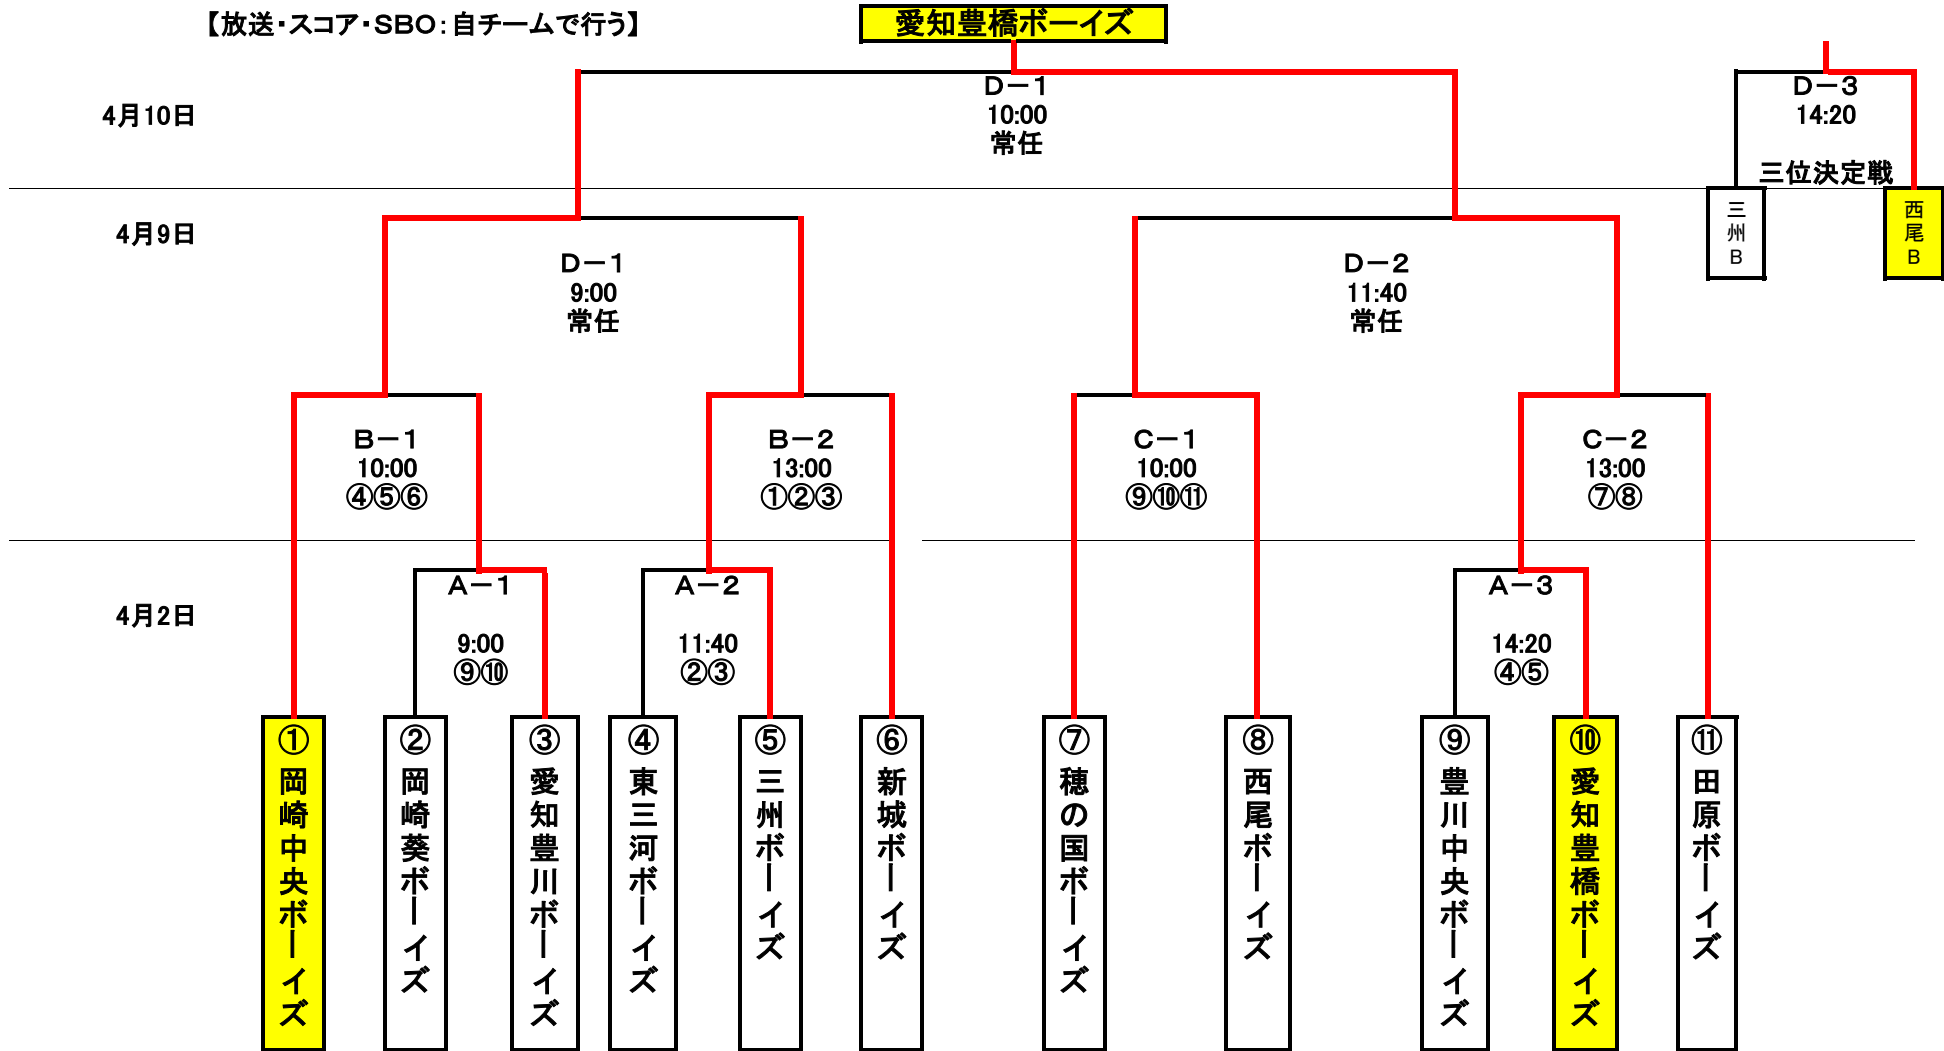 【放送・スコア・SBO：自チームで行う】
愛知豊橋ボーイズ
4月10日
D－1
10:00
常任
D－3
14:20
三位決定戦
三州B
西尾B
4月9日
D－1
9:00
常任
D－2
11:40
常任
B－1
10:00
④⑤⑥
B－2
13:00
①②③
C－1
10:00
⑨⑩⑪
C－2
13:00
⑦⑧
4月2日
A－1
9:00
⑨⑩
A－2
11:40
②③
A－3
14:20
④⑤
①岡崎中央ボーイズ
②岡崎葵ボーイズ
③愛知豊川ボーイズ
④東三河ボーイズ
⑤三州ボーイズ
⑥新城ボーイズ
⑦穂の国ボーイズ
⑧西尾ボーイズ
⑨豊川中央ボーイズ
⑩愛知豊橋ボーイズ
⑪田原ボーイズ